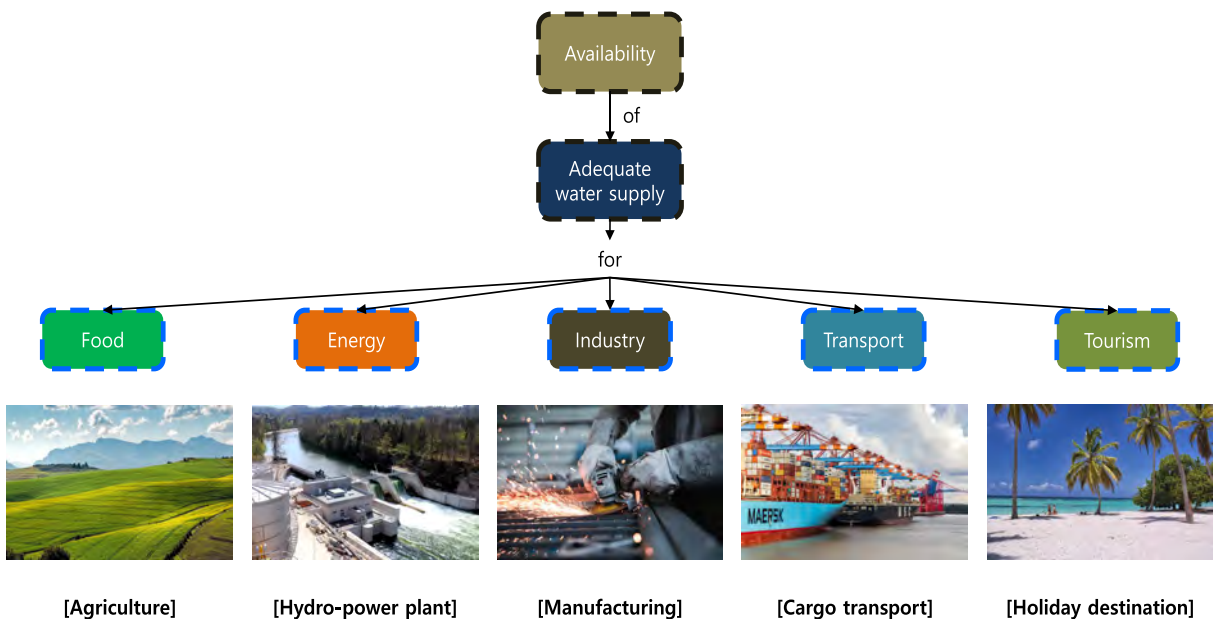 Availability
of
Adequate
water supply
for
Food
Energy
Industry
Transport
Tourism
MAERSK
[Agriculture]
[Hydro-power plant]
[Manufacturing]
[Cargo transport]
[Holiday destination]